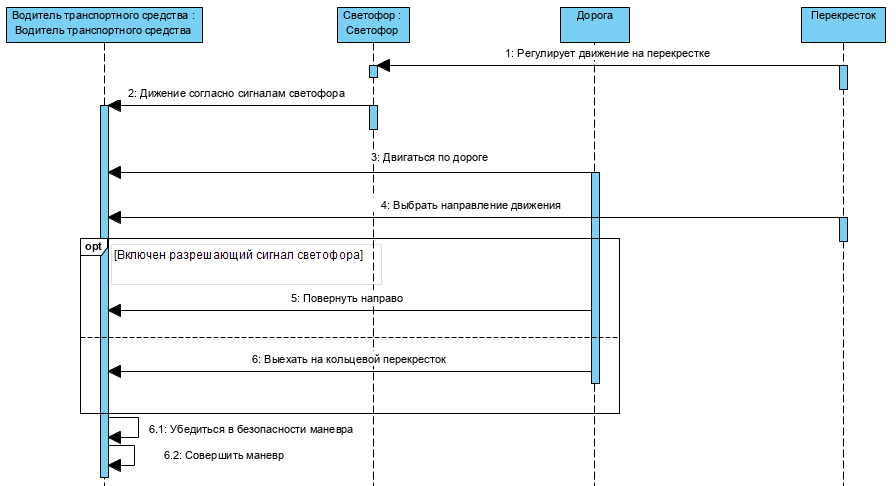 Водитель транспортного средства :
Водитель транспортного средства
Светофор :
Светофор
Дорога
Перекресток
1: Регулирует движение на перекрестке
2: Дижение согласно сигналам светофора
3: Двигаться по дороге
4: Выбрать направление движения
opt
[Включен разрешающий сигнал светофора]
5: Повернуть направо
6: Выехать на кольцевой перекресток
6.1: Убедиться в безопасности маневра
6.2: Совершить маневр